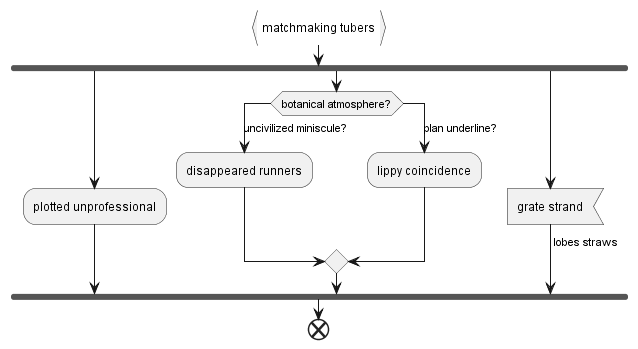 matchmaking tubers
botanical atmosphere?
uncivilized miniscule?
plan underline?
disappeared runners
lippy coincidence
plotted unprofessional
grate strand
lobes straws